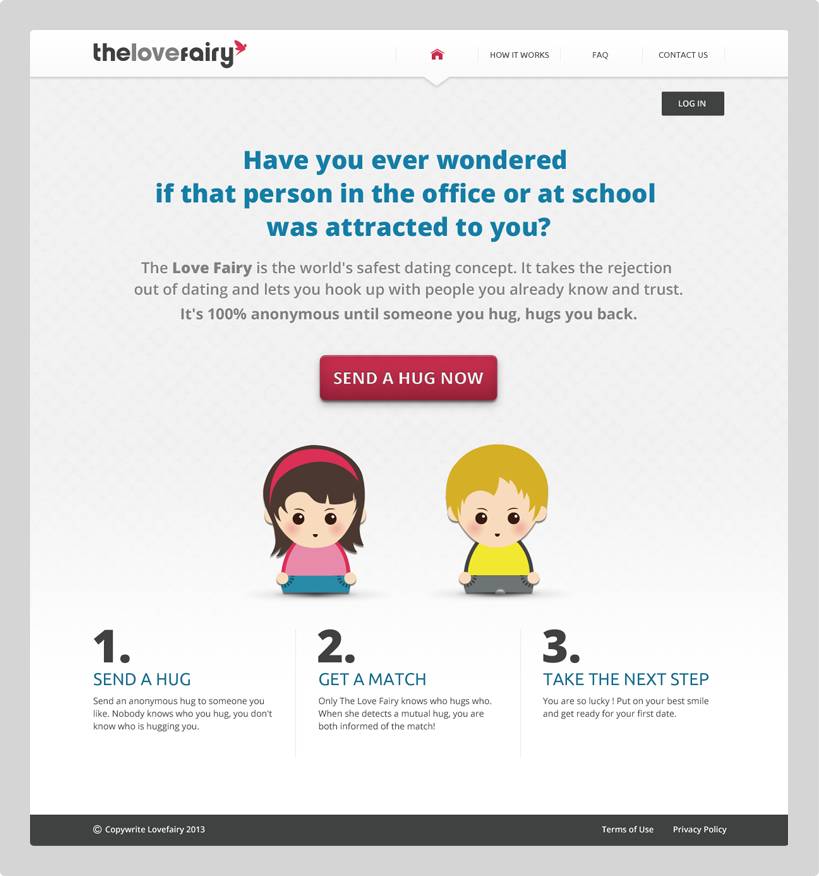 thelovefairy
HOW IT WORKS
FAQ
CONTACT US
LOG IN
Have you ever wondered
if that person in the office or at school
was attracted to you?
The Love Fairy is the world's safest dating concept. It takes the rejection
out of dating and lets you hook up with people you already know and trust.
It's 100% anonymous until someone you hug, hugs you back.
SEND A HUG NOW
1.
SEND A HUG
Send an anonymous hug to someone you
like. Nobody knows who you hug, you don't
know who is hugging you.
2.
GET A MATCH
Only The Love Fairy knows who hugs who.
When she detects a mutual hug, you are
both informed of the match!
3.
TAKE THE NEXT STEP
You are so lucky ! Put on your best smile
and get ready for your first date.
© Copywrite Lovefairy 2013
Terms of Use
Privacy Policy